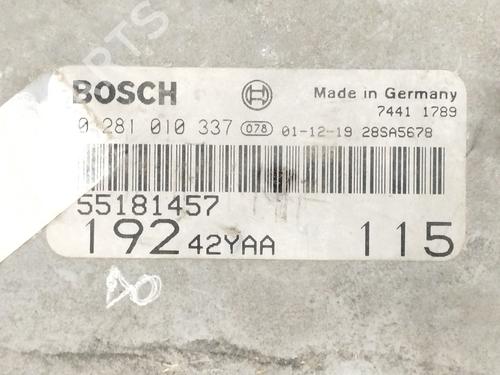 PARTS
BOSCH
Made in Germany
7441 1789
0 281 010 337 078 01-12-19 28SA5678
55181457
192 42YAA 115